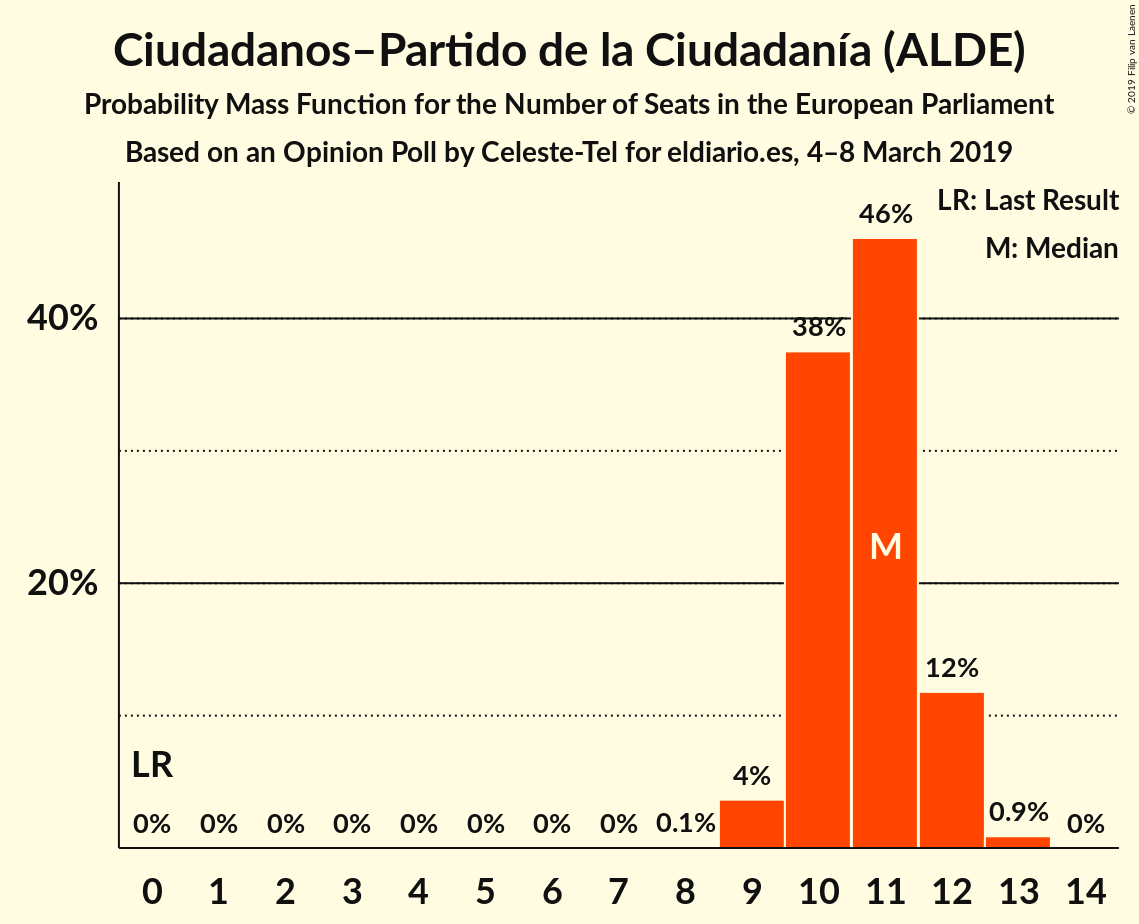 Ciudadanos–Partido de la Ciudadanía (ALDE)
Probability Mass Function for the Number of Seats in the European Parliament
Based on an Opinion Poll by Celeste-Tel for eldiario.es, 4–8 March 2019
© 2019 Filip van Laenen
LR: Last Result
M: Median
46%
40%
38%
M
20%
12%
LR
4%
0% 0% 0% 0% 0% 0% 0% 0% 0.1% 0.9% 0%
0 1 2 3 4 5 6 7 8 9 10 11 12 13 14